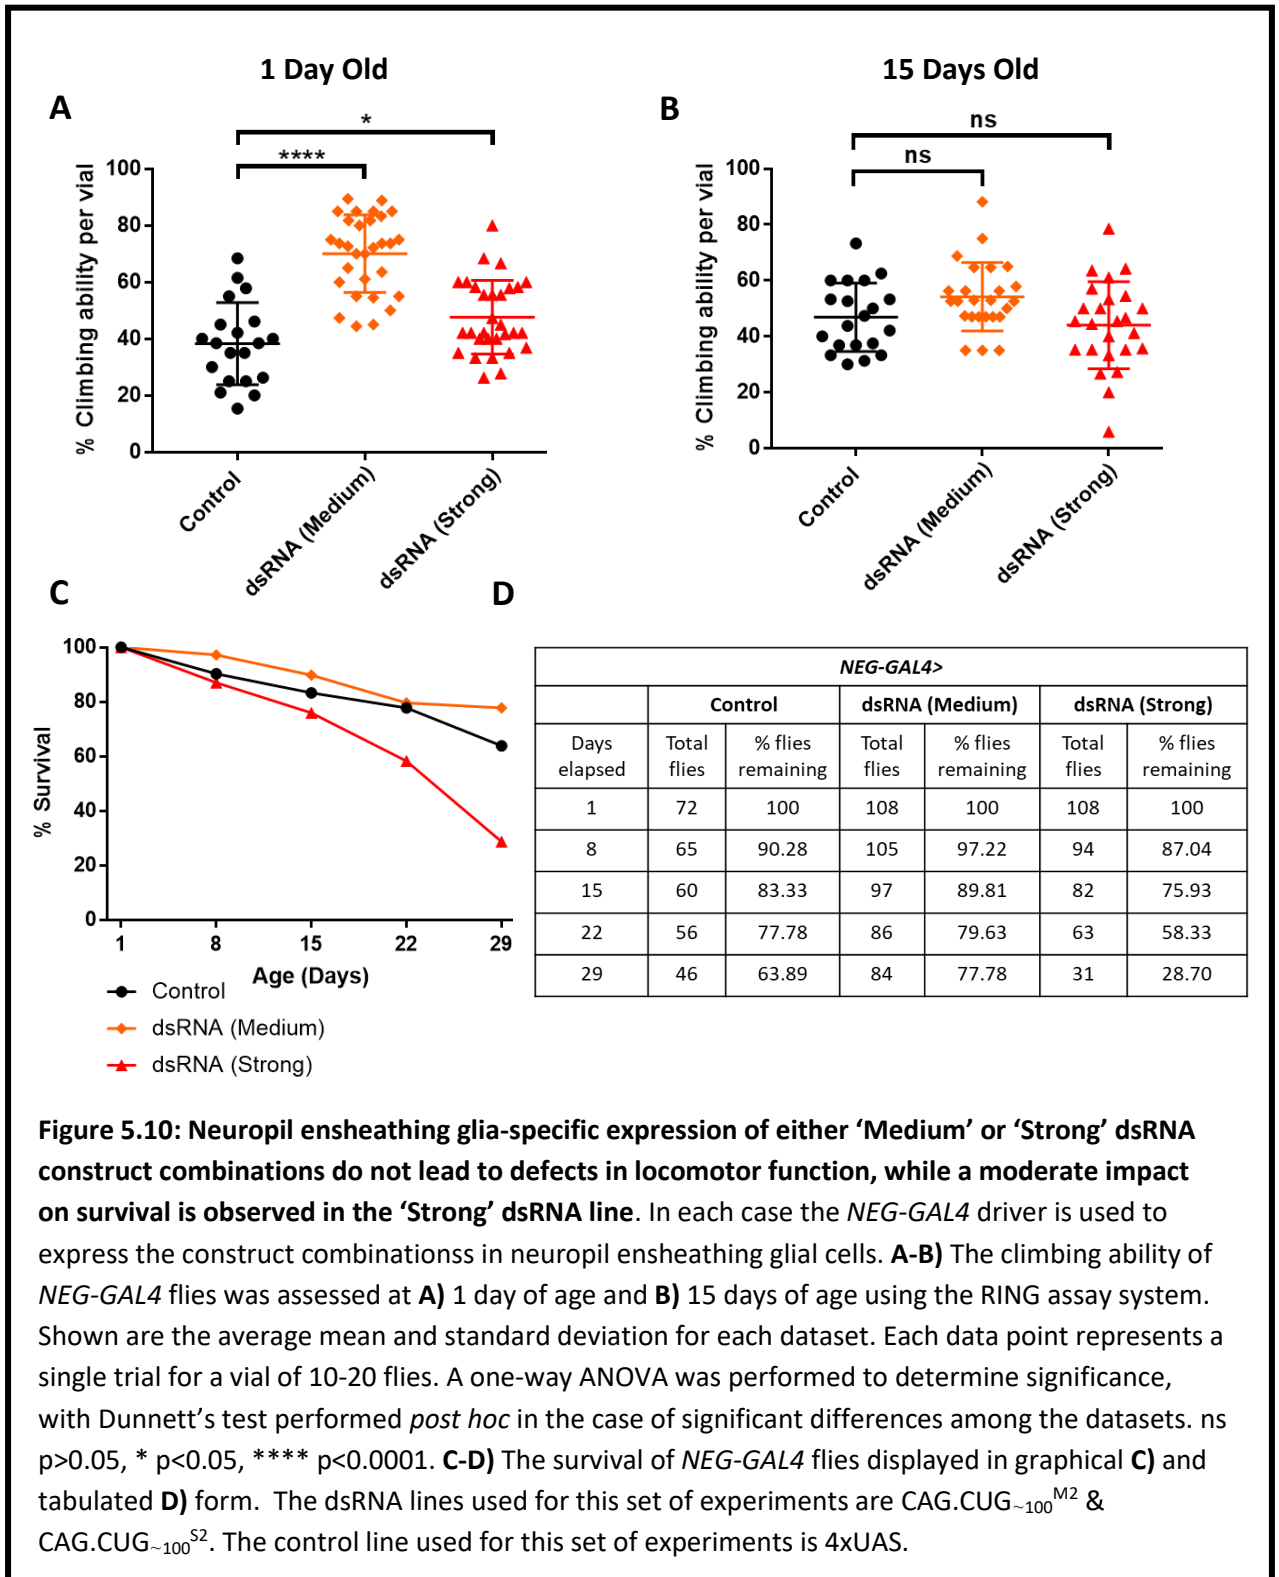 1 Day Old
15 Days Old
A
B
*
****
ns
ns
% Climbing ability per vial
100
80
60
40
20
0
Control
dsRNA (Medium)
dsRNA (Strong)
% Climbing ability per vial
100
80
60
40
20
0
Control
dsRNA (Medium)
dsRNA (Strong)
C
D
% Survival
100
80
60
40
20
0
1 8 15 22 29
Age (Days)
Control
dsRNA (Medium)
dsRNA (Strong)
NEG-GAL4>
Control dsRNA (Medium) dsRNA (Strong)
Days elapsed Total flies % flies remaining Total flies % flies remaining Total flies % flies remaining
1 72 100 108 100 108 100
8 65 90.28 105 97.22 94 87.04
15 60 83.33 97 89.81 82 75.93
22 56 77.78 86 79.63 63 58.33
29 46 63.89 84 77.78 31 28.70
Figure 5.10: Neuropil ensheathing glia-specific expression of either ‘Medium’ or ‘Strong’ dsRNA
construct combinations do not lead to defects in locomotor function, while a moderate impact
on survival is observed in the ‘Strong’ dsRNA line. In each case the NEG-GAL4 driver is used to
express the construct combinationss in neuropil ensheathing glial cells. A-B) The climbing ability of
NEG-GAL4 flies was assessed at A) 1 day of age and B) 15 days of age using the RING assay system.
Shown are the average mean and standard deviation for each dataset. Each data point represents a
single trial for a vial of 10-20 flies. A one-way ANOVA was performed to determine significance,
with Dunnett’s test performed post hoc in the case of significant differences among the datasets. ns
p>0.05, * p<0.05, **** p<0.0001. C-D) The survival of NEG-GAL4 flies displayed in graphical C) and
tabulated D) form. The dsRNA lines used for this set of experiments are CAG.CUG~100M2 &
CAG.CUG~100S2. The control line used for this set of experiments is 4xUAS.